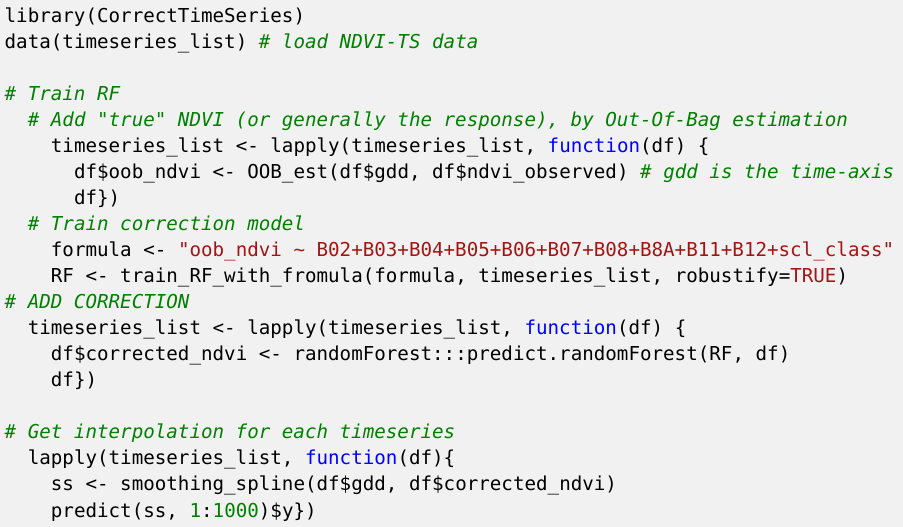 library(CorrectTimeSeries)
data(timeseries_list) # load NDVI-TS data
# Train RF
# Add "true" NDVI (or generally the response), by Out-Of-Bag estimation
timeseries_list <- lapply(timeseries_list, function(df) {
df$oob_ndvi <- OOB_est(df$gdd, df$ndvi_observed) # gdd is the time-axis
df})
# Train correction model
formula <- "oob_ndvi ~ B02+B03+B04+B05+B06+B07+B08+B8A+B11+B12+scl_class"
RF <- train_RF_with_fromula(formula, timeseries_list, robustify=TRUE)
# ADD CORRECTION
timeseries_list <- lapply(timeseries_list, function(df) {
df$corrected_ndvi <- randomForest:::predict.randomForest(RF, df)
df})
# Get interpolation for each timeseries
lapply(timeseries_list, function(df){
ss <- smoothing_spline(df$gdd, df$corrected_ndvi)
predict(ss, 1:1000)$y})